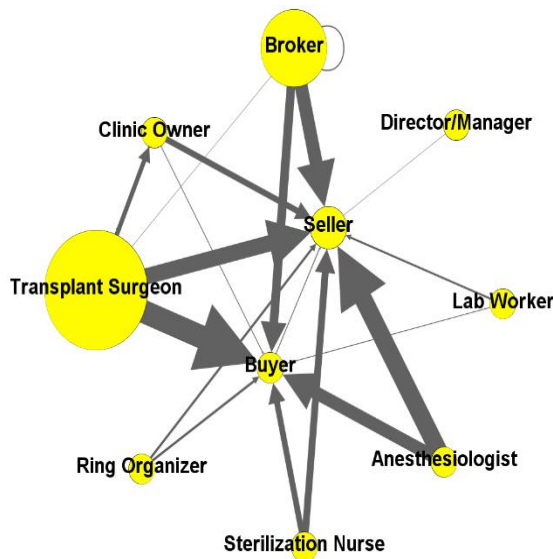 Broker
Clinic Owner
Director/Manager
Seller
Transplant Surgeon
Lab Worker
Buyer
Ring Organizer
Anesthesiologist
Sterilization Nurse